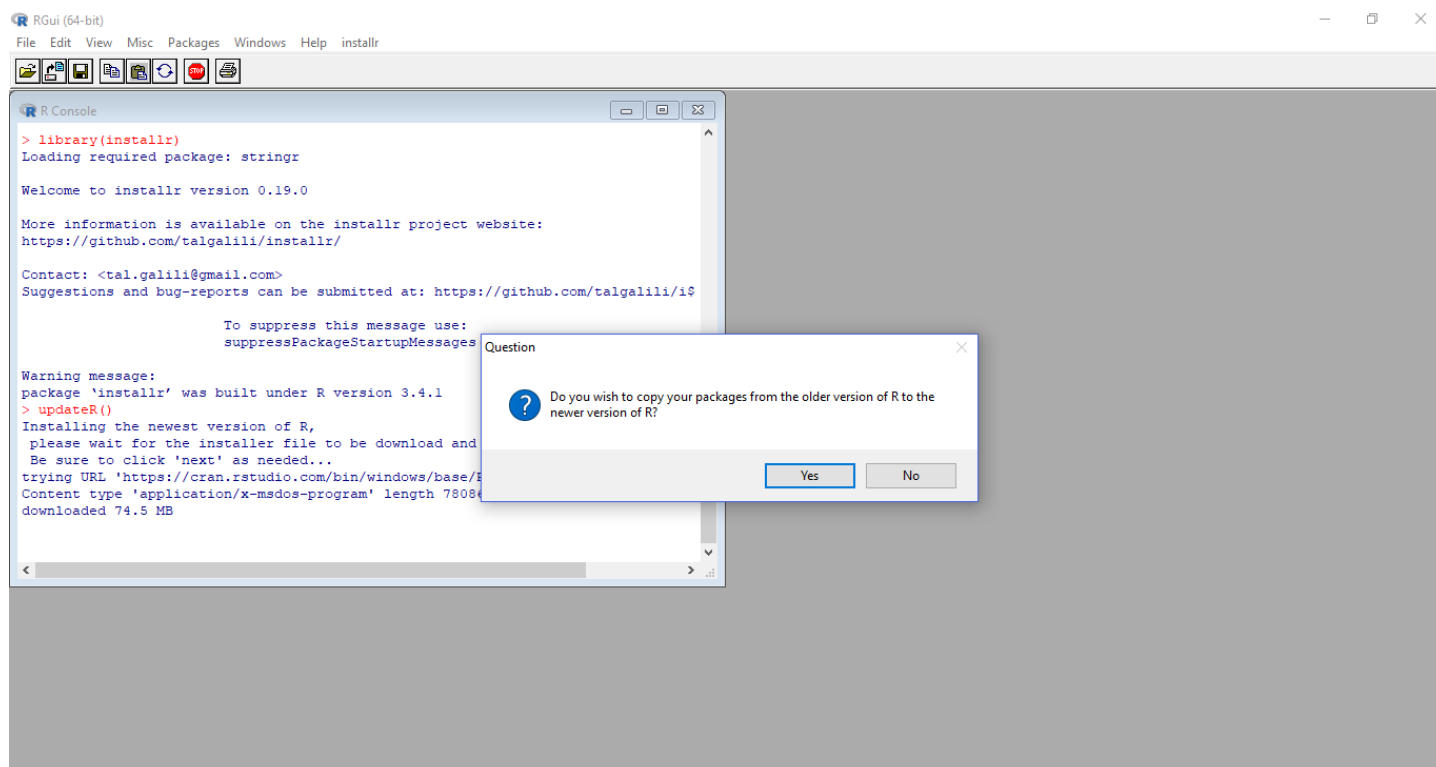 RGui (64-bit)
File Edit View Misc Packages Windows Help installr
STOP
R Console
> library(installr)
Loading required package: stringr
Welcome to installr version 0.19.0
More information is available on the installr project website:
https://github.com/talgalili/installr/
Contact: <tal.galili@gmail.com>
Suggestions and bug-reports can be submitted at: https://github.com/talgalili/i$
To suppress this message use:
suppressPackageStartupMessages
Warning message:
package ‘installr’ was built under R version 3.4.1
> updateR()
Installing the newest version of R,
please wait for the installer file to be download and
Be sure to click 'next' as needed...
trying URL 'https://cran.rstudio.com/bin/windows/base/
Content type 'application/x-msdos-program' length 7808
downloaded 74.5 MB
Question
Do you wish to copy your packages from the older version of R to the
newer version of R?
Yes No